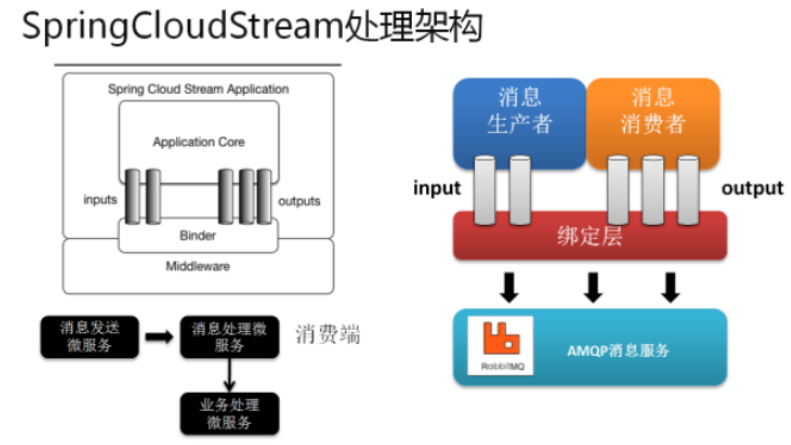 SpringCloudStream处理架构
Spring Cloud Stream Application
Application Core
inputs
outputs
Binder
Middleware
消息发送
微服务
消息处理微
服务
消费端
业务处理
微服务
消息
生产者
消息
消费者
input
output
绑定层
RabbitMQ
AMQP消息服务